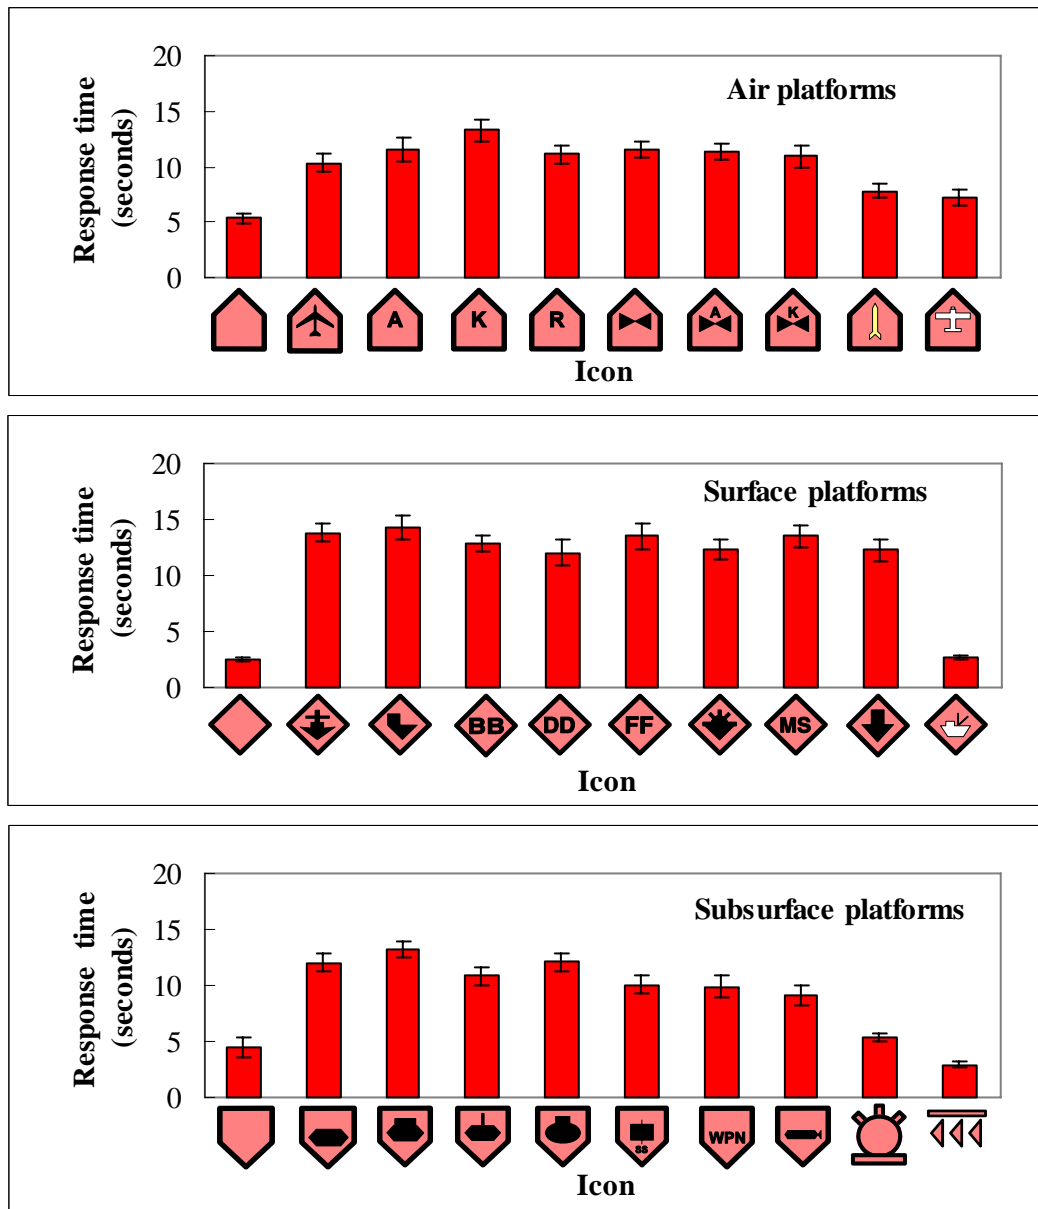 Response time
(seconds)
20
15
10
5
0
Air platforms
A
K
R
A
K
Icon
Response time
(seconds)
20
15
10
5
0
Surface platforms
BB
DD
FF
MS
Icon
Response time
(seconds)
20
15
10
5
0
Subsurface platforms
SS
WPN
Icon